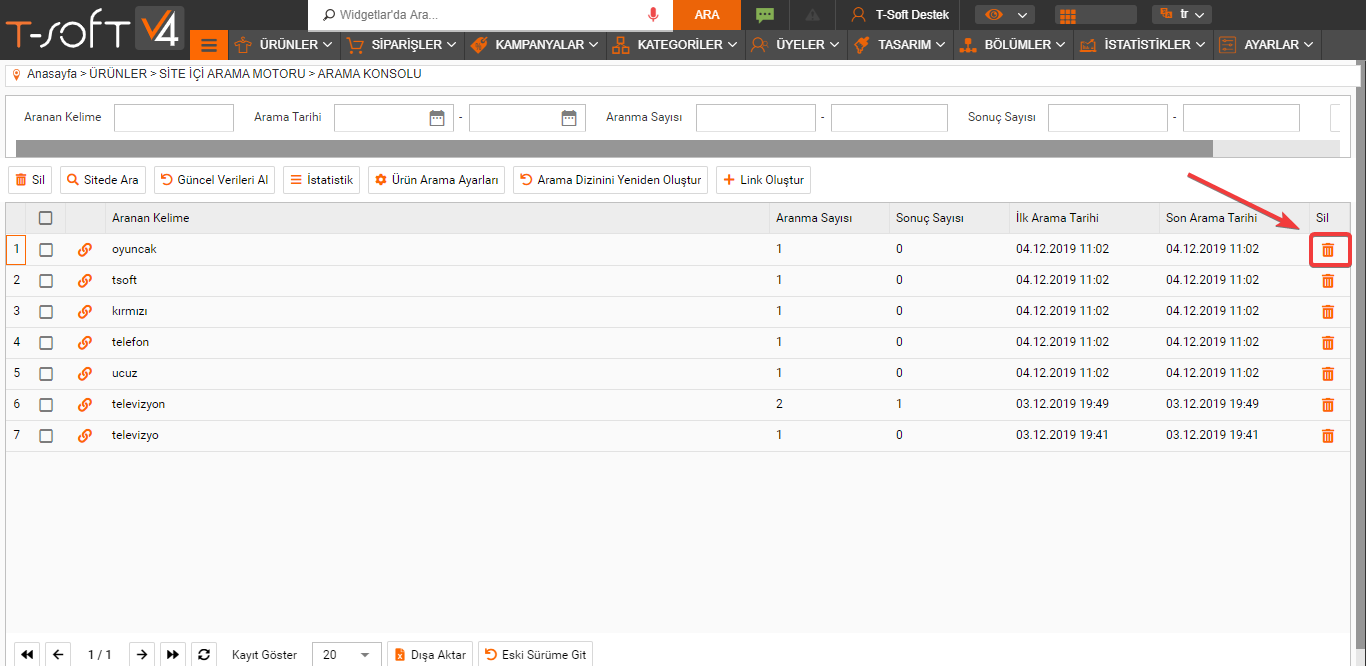 T-SOFT V4
Widgetlar'da Ara...
ARA
T-Soft Destek
tr
ÜRÜNLER
SİPARİŞLER
KAMPANYALAR
KATEGORİLER
ÜYELER
TASARIM
BÖLÜMLER
İSTATİSTİKLER
AYARLAR
Anasayfa > ÜRÜNLER > SİTE İÇİ ARAMA MOTORU > ARAMA KONSOLU
Aranan Kelime Arama Tarihi - Aranma Sayısı - Sonuç Sayısı -
Sil Sitede Ara Güncel Verileri Al İstatistik Ürün Arama Ayarları Arama Dizinini Yeniden Oluştur Link Oluştur
Aranan Kelime Aranma Sayısı Sonuç Sayısı İlk Arama Tarihi Son Arama Tarihi Sil
1 oyuncak 1 0 04.12.2019 11:02 04.12.2019 11:02
2 tsoft 1 0 04.12.2019 11:02 04.12.2019 11:02
3 kırmızı 1 0 04.12.2019 11:02 04.12.2019 11:02
4 telefon 1 0 04.12.2019 11:02 04.12.2019 11:02
5 ucuz 1 0 04.12.2019 11:02 04.12.2019 11:02
6 televizyon 2 1 03.12.2019 19:49 03.12.2019 19:49
7 televizyo 1 0 03.12.2019 19:41 03.12.2019 19:41
1 / 1 Kayıt Göster 20 Dışa Aktar Eski Sürüme Git